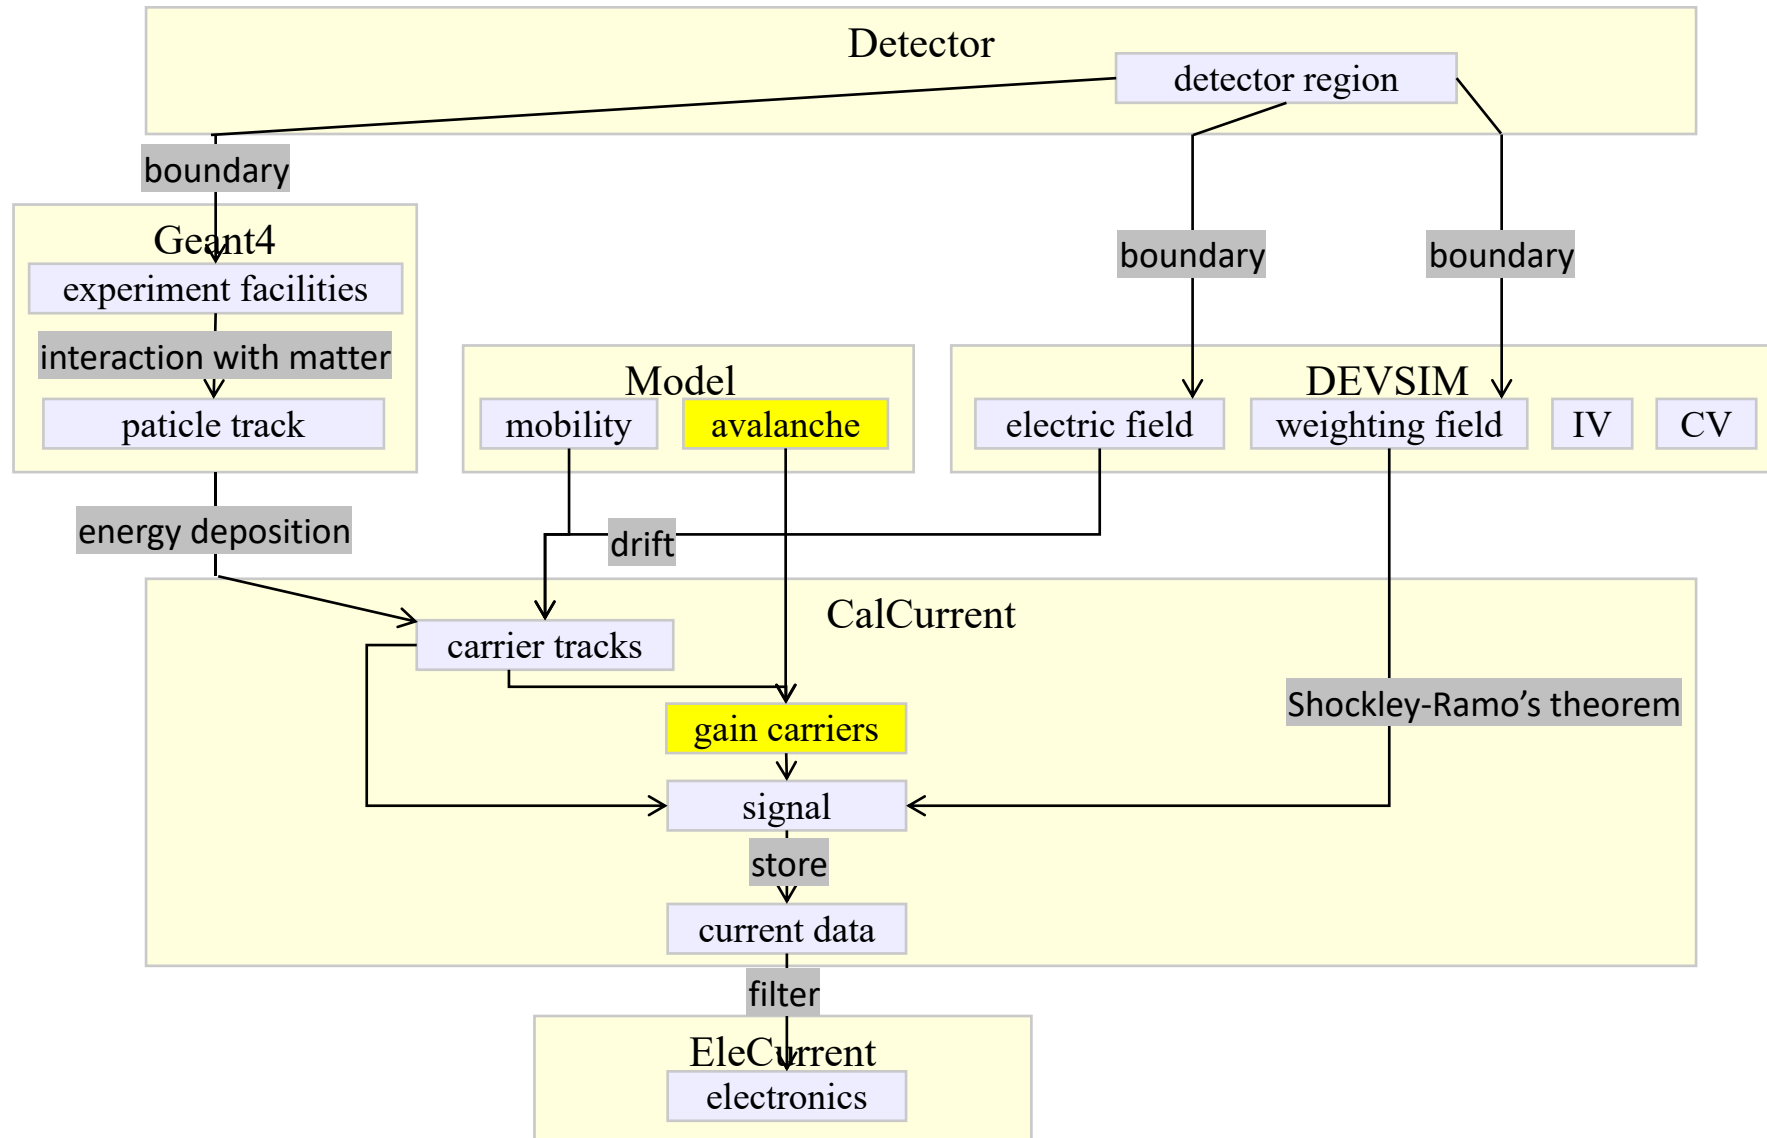 Detector
detector region
boundary
Geant4
boundary
boundary
experiment facilities
interaction with matter
Model
DEVSIM
paticle track
mobility
avalanche
electric field
weighting field
IV
CV
energy deposition
drift
CalCurrent
carrier tracks
Shockley-Ramo’s theorem
gain carriers
signal
store
current data
filter
EleCurrent
electronics